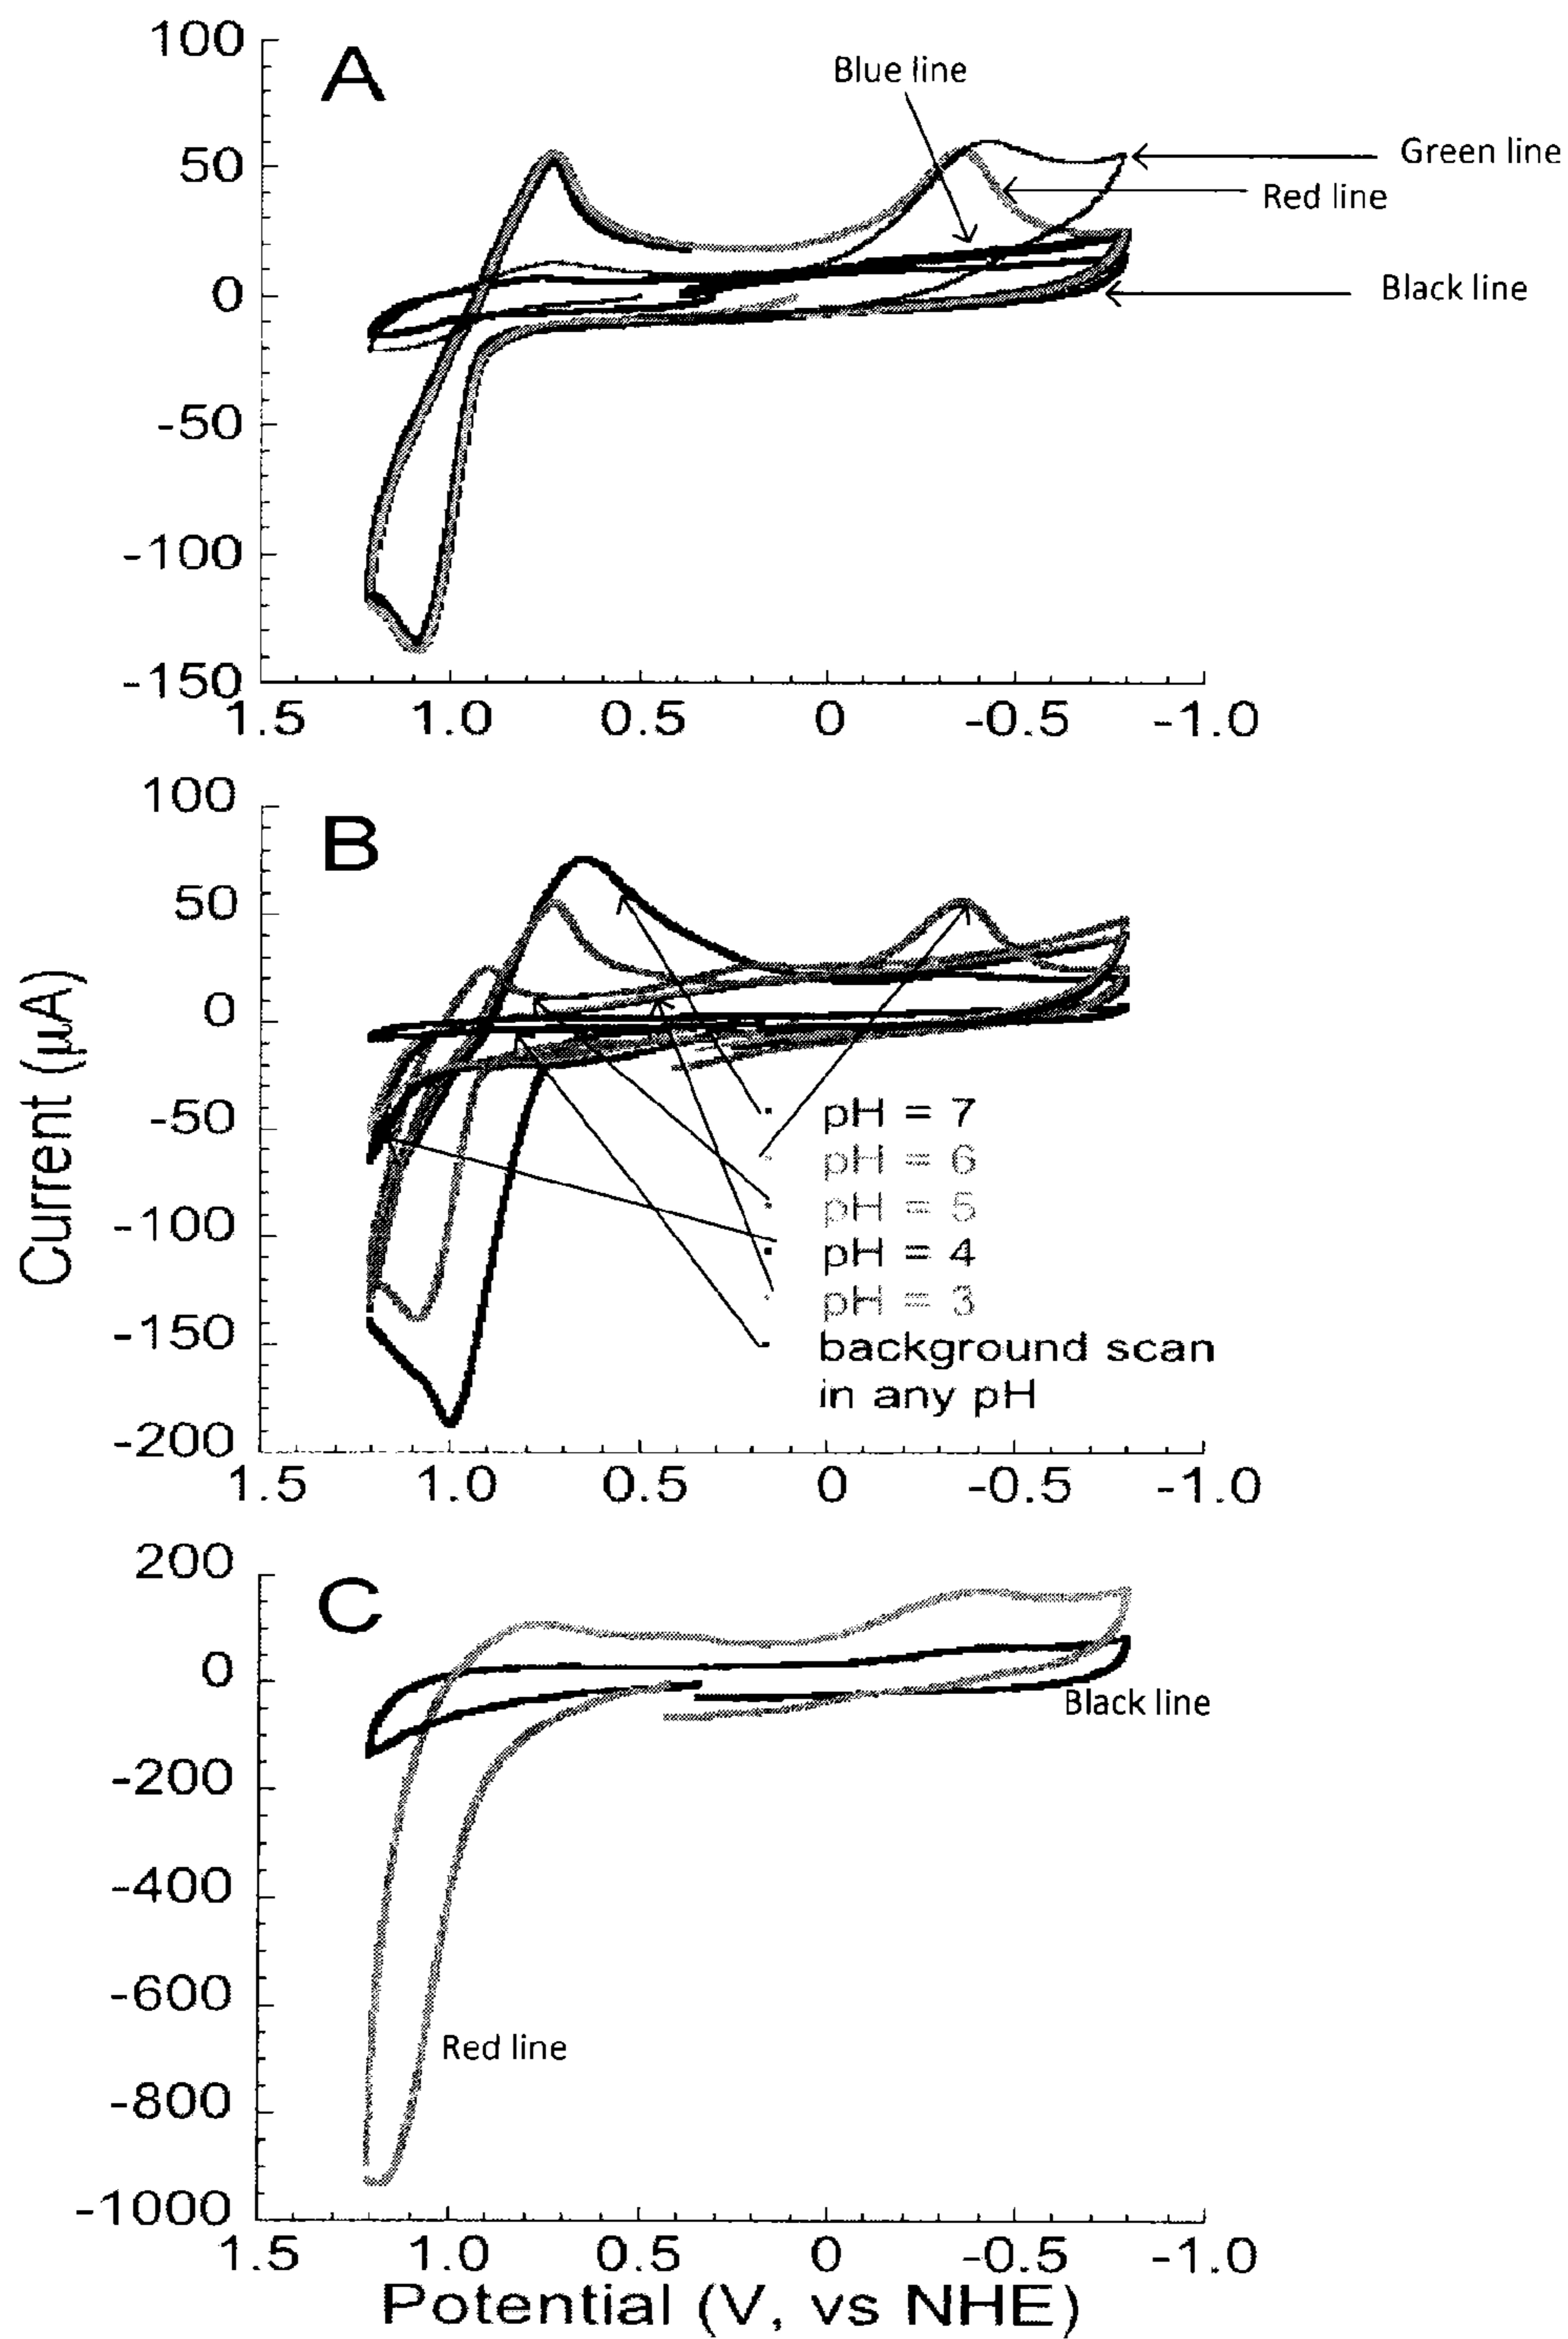 100
A
Blue line
50
Green line
Red line
0
Black line
-50
-100
-150
1.5 1.0 0.5 0 -0.5 -1.0
100
B
50
0
-50
pH = 7
pH = 6
pH = 5
-100
pH = 4
pH = 3
-150
background scan
in any pH
-200
1.5 1.0 0.5 0 -0.5 -1.0
Current (µA)
200
C
0
Black line
-200
-400
-600
Red line
-800
-1000
1.5 1.0 0.5 0 -0.5 -1.0
Potential (V, vs NHE)